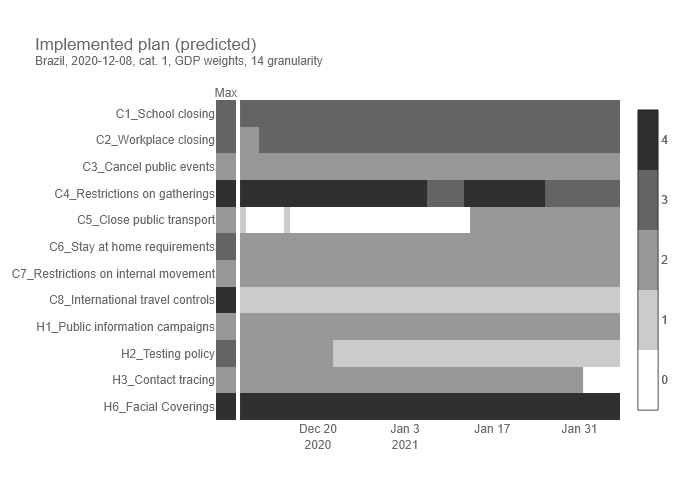 Implemented plan (predicted)
Brazil, 2020-12-08, cat. 1, GDP weights, 14 granularity
Max
C1_School closing
C2_Workplace closing
C3_Cancel public events
C4_Restrictions on gatherings
C5_Close public transport
C6_Stay at home requirements
C7_Restrictions on internal movement
C8_International travel controls
H1_Public information campaigns
H2_Testing policy
H3_Contact tracing
H6_Facial Coverings
4
3
2
1
0
Dec 20 Jan 3 Jan 17 Jan 31
2020 2021